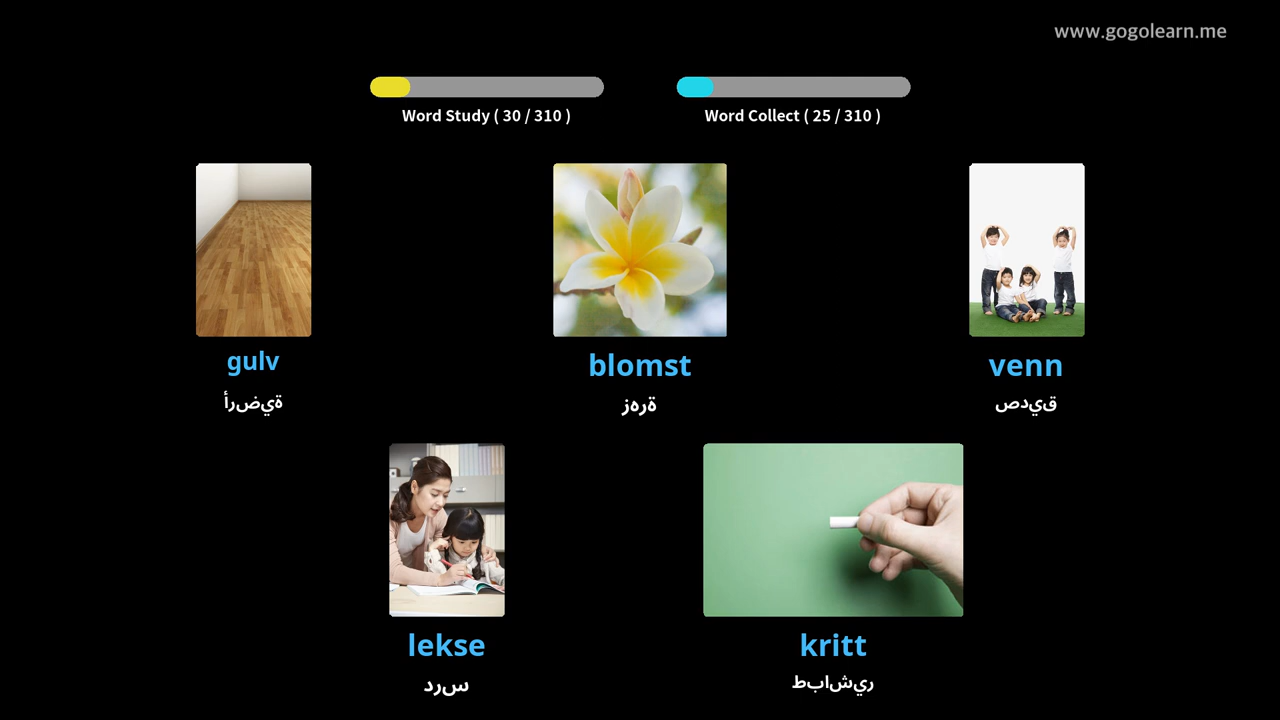 www.gogolearn.me
Word Study ( 30 / 310 )
Word Collect ( 25 / 310 )
gulv
ةيضرأ
blomst
ةرهز
venn
قيدص
lekse
سرد
kritt
ريشابط